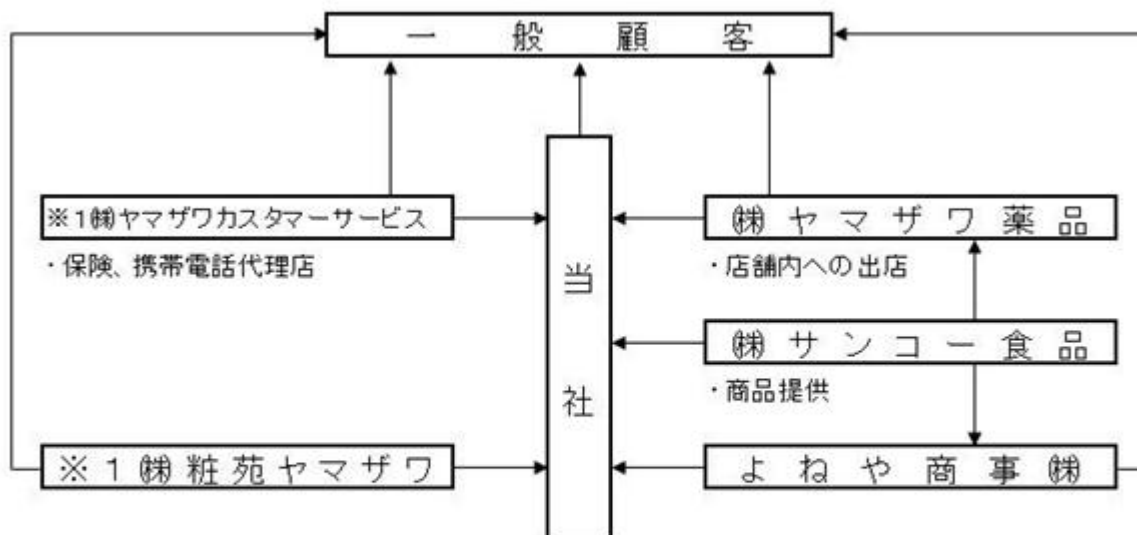 一般顧客
※1㈱ヤマザワカスタマーサービス
・保険、携帯電話代理店
※1㈱粧苑ヤマザワ
当社
㈱ヤマザワ薬品
・店舗内への出店
㈱サンコー食品
・商品提供
よねや商事㈱